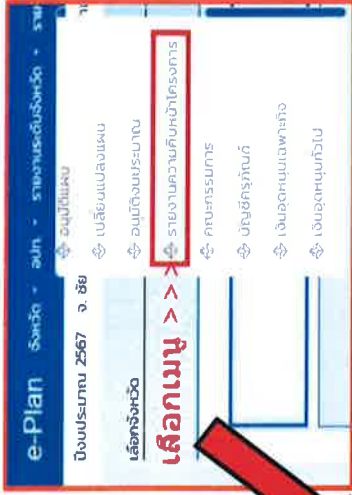 e-Plan จังหวัด • อปท. • รายงานระดับจังหวัด •
ปีงบประมาณ 2567 จ. ชัย
เลือกจังหวัด
เลือกเมนู > > >
อนุมัติแผน
เปลี่ยนแปลงแผน
อนุมัติงบประมาณ
รายงานความคืบหน้าโครงการ
คณะกรรมการ
บัญชีครุภัณฑ์
เงินอุดหนุนเฉพาะกิจ
เงินอุดหนุนทั่วไป